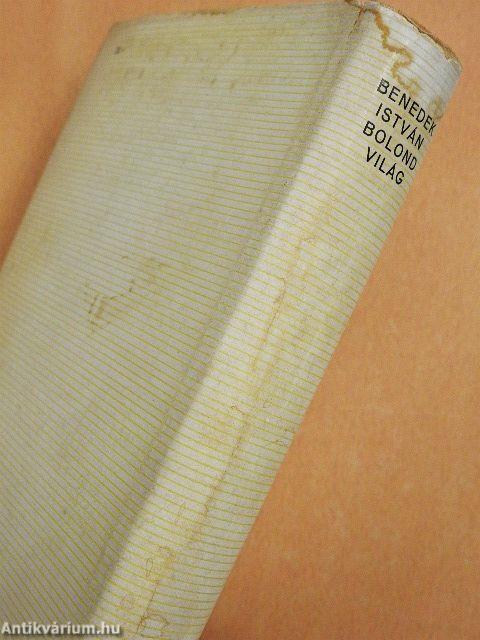 BENEDEK
ISTVÁN
BOLOND
VILÁG
Antikvárium.hu